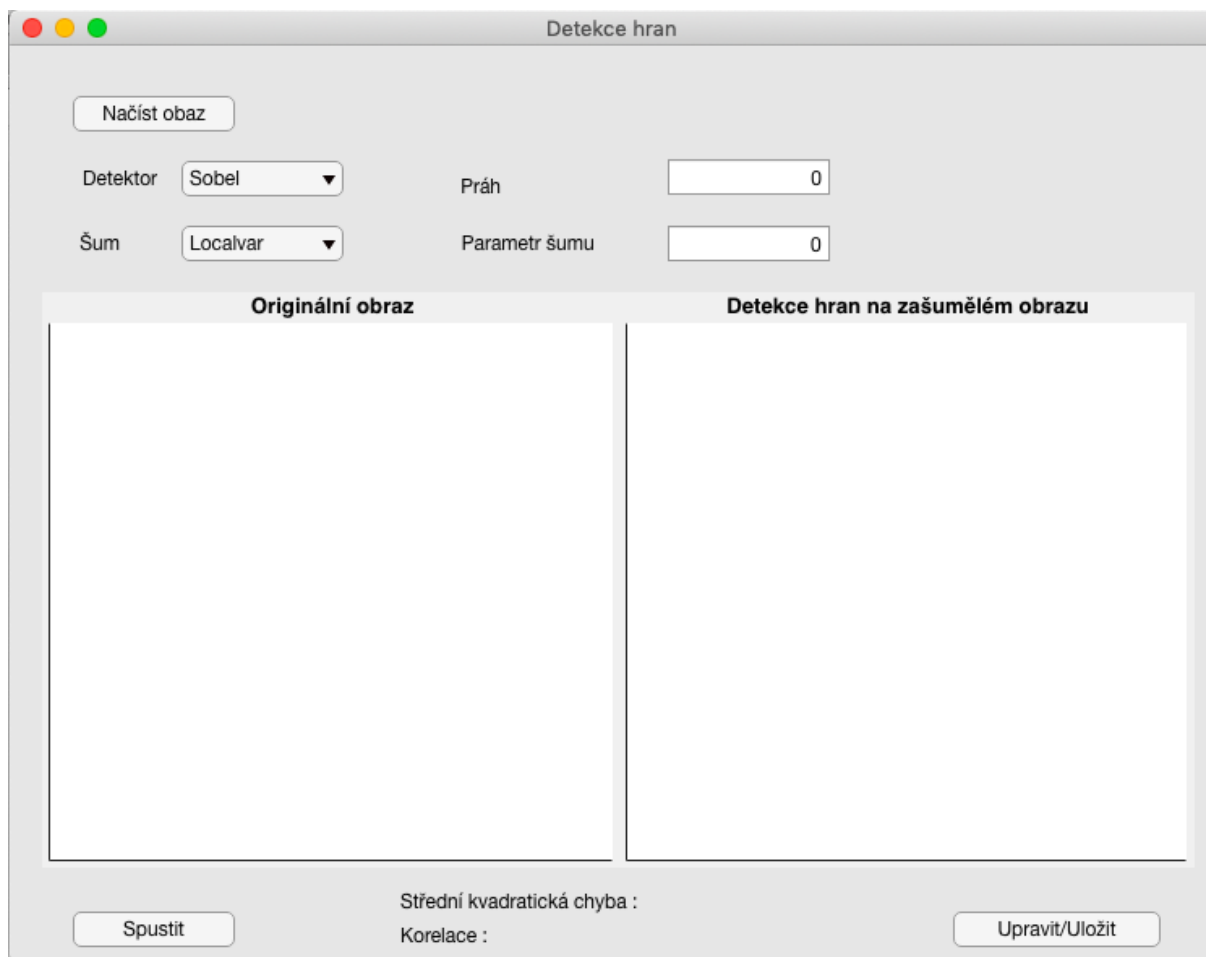 Detekce hran
Načíst obaz
Detektor Sobel Práh 0
Šum Localvar Parametr šumu 0
Originální obraz Detekce hran na zašumělém obrazu
Střední kvadratická chyba :
Spustit Upravit/Uložit
Korelace :